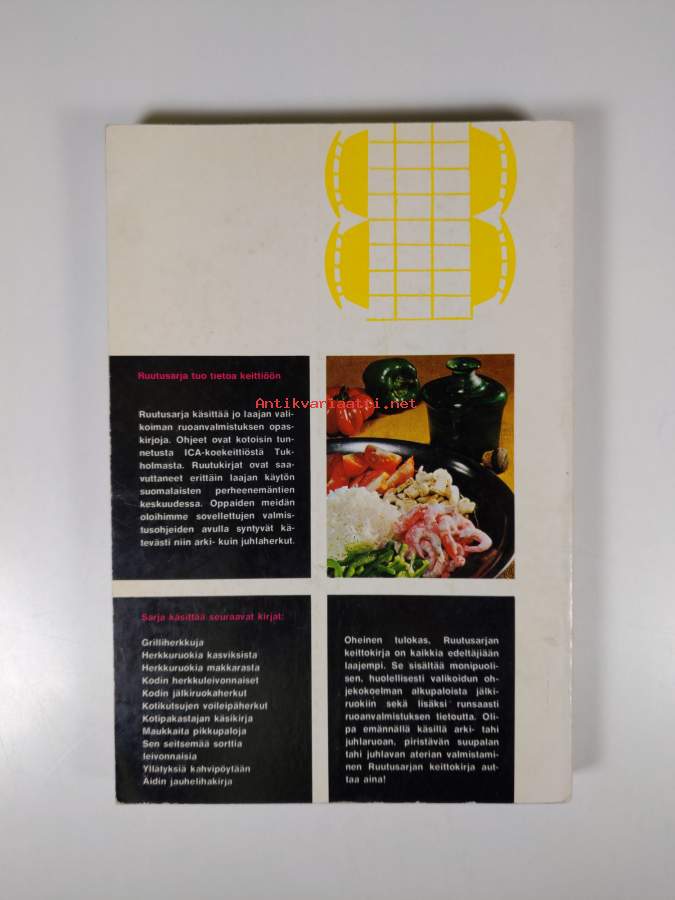 Ruutusarja tuo tietoa keittiöön
Ruutusarja käsittää jo laajan vali-
koiman ruoanvalmistuksen opas-
kirjoja. Ohjeet ovat kotoisin tun-
netusta ICA-koekeittiöstä Tuk-
holmasta. Ruutukirjat ovat saa-
vuttaneet erittäin laajan käytön
suomalaisten perheenemäntien
keskuudessa. Oppaiden meidän
oloihimme sovellettujen valmis-
tusohjeiden avulla syntyvät kä-
tevästi niin arki- kuin juhlaherkut.
Antikvariaatti.net
Sarja käsittää seuraavat kirjat:
Grilliherkkuja
Herkkuruokia kasviksista
Herkkuruokia makkarasta
Kodin herkkuleivonnaiset
Kodin jälkiruokaherkut
Kotikutsujen voileipäherkut
Kotipakastajan käsikirja
Maukkaita pikkupaloja
Sen seitsemää sorttia
leivonnaisia
Yllätyksiä kahvipöytään
Äidin jauhelihakirja
Oheinen tulokas, Ruutusarjan
keittokirja on kaikkia edeltäjiään
laajempi. Se sisältää monipuoli-
sen, huolellisesti valikoidun oh-
jekokoelman alkupaloista jälki-
ruokiin sekä lisäksi runsaasti
ruoanvalmistuksen tietoutta. Oli-
pa emännällä käsillä arki- tahi
juhlaruoan, piristävän suupalan
tahi juhlavan aterian valmistami-
nen Ruutusarjan keittokirja aut-
taa aina!